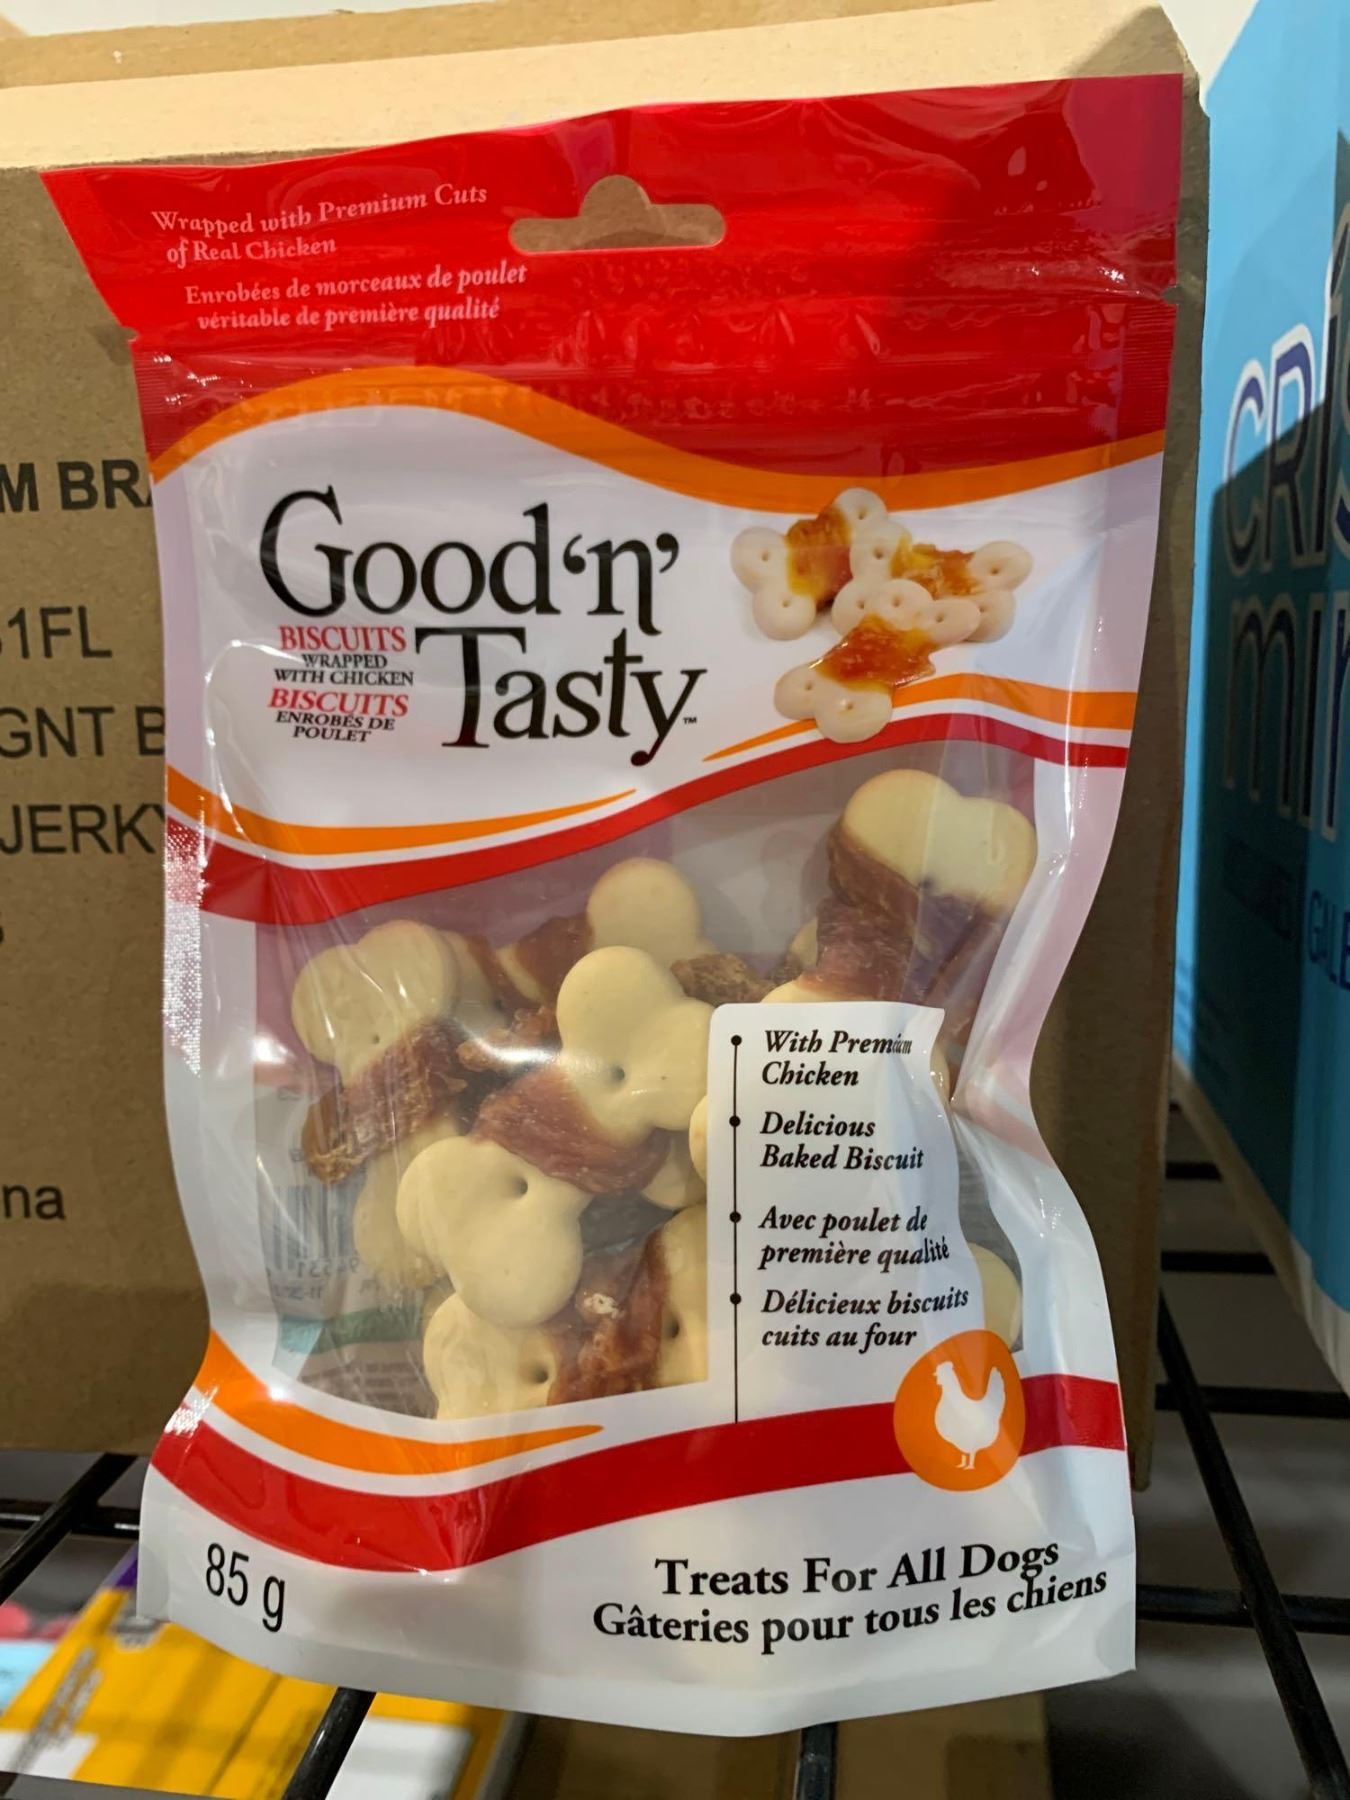 Wrapped with Premium Cuts
of Real Chicken
Enrobées de morceaux de poulet
véritable de première qualité
Good 'n'
Tasty™
BISCUITS
WRAPPED
WITH CHICKEN
BISCUITS
ENROBÉS DE
POULET
With Premium
Chicken
Delicious
Baked Biscuit
Avec poulet de
première qualité
Délicieux biscuits
cuits au four
85 g
Treats For All Dogs
Gâteries pour tous les chiens
M BRA
1FL
GNT B
JERKY
na